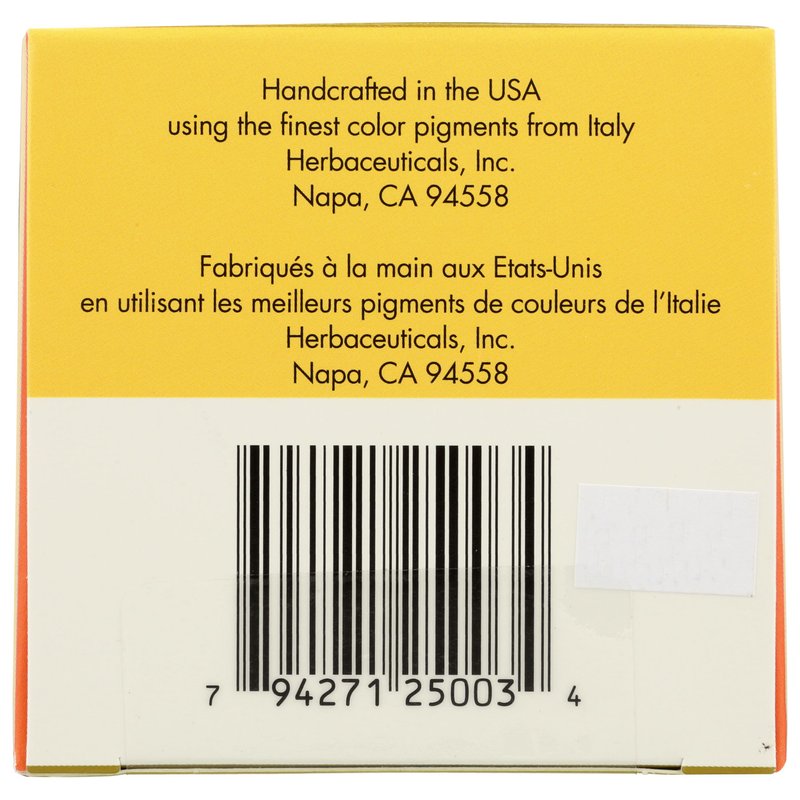 Handcrafted in the USA
using the finest color pigments from Italy
Herbaceuticals, Inc.
Napa, CA 94558
Fabriqués à la main aux Etats-Unis
en utilisant les meilleurs pigments de couleurs de l'Italie
Herbaceuticals, Inc.
Napa, CA 94558
7 94271 25003 4